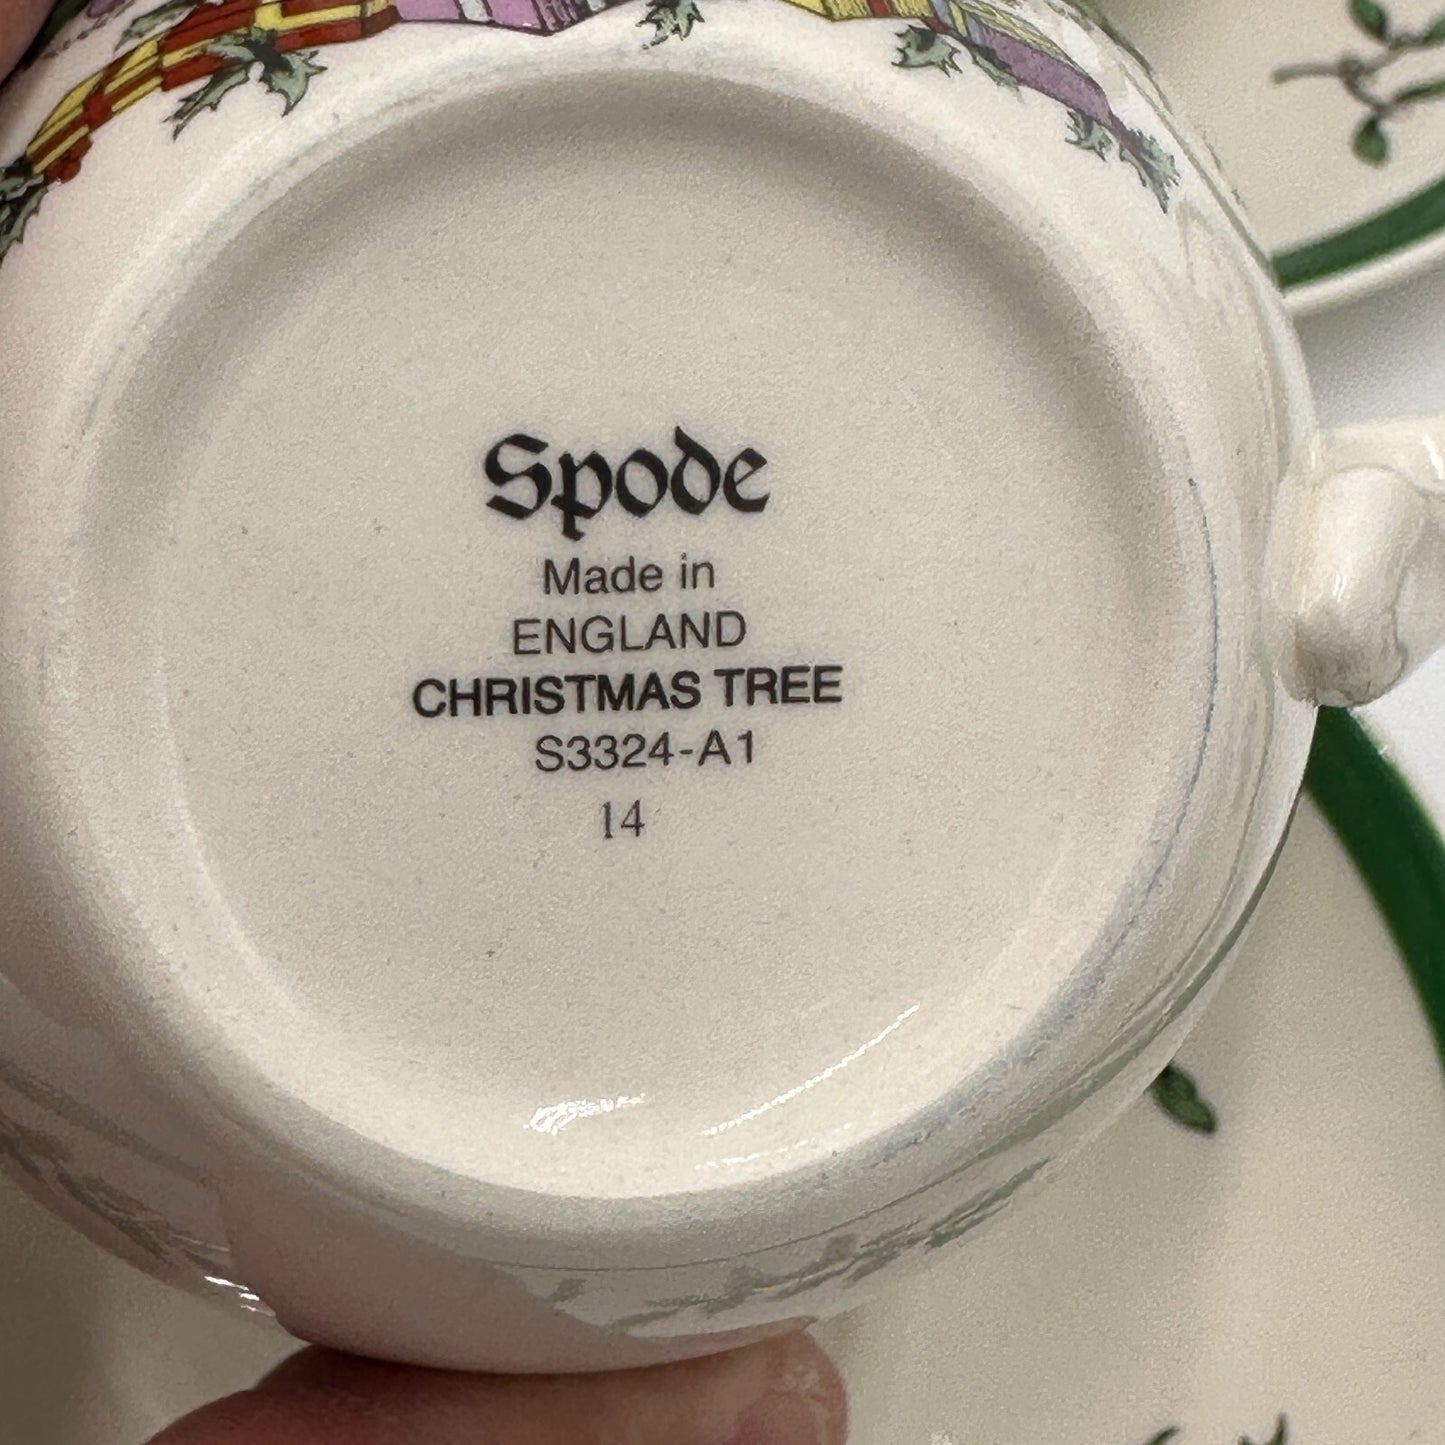 Spode
Made in
ENGLAND
CHRISTMAS TREE
S3324-A1
14